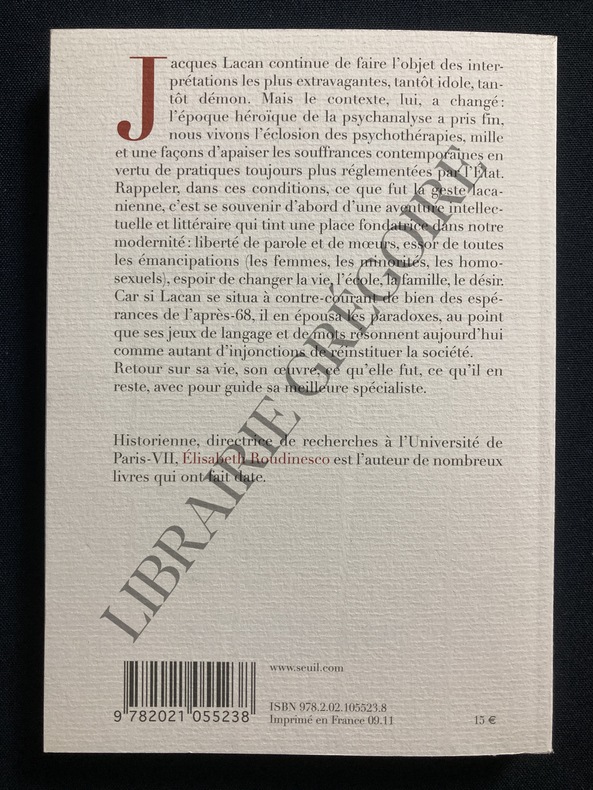 Jacques Lacan continue de faire l'objet des inter-
prétations les plus extravagantes, tantôt idole, tan-
tôt démon. Mais le contexte, lui, a changé :
l'époque héroïque de la psychanalyse a pris fin,
nous vivons l'éclosion des psychothérapies, mille
et une façons d'apaiser les souffrances contemporaines en
vertu de pratiques toujours plus réglementées par l'État.
Rappeler, dans ces conditions, ce que fut la geste laca-
nienne, c'est se souvenir d'abord d'une aventure intellec-
tuelle et littéraire qui tint une place fondatrice dans notre
modernité : liberté de parole et de mœurs, essor de toutes
les émancipations (les femmes, les minorités, les homo-
sexuels), espoir de changer la vie, l'école, la famille, le désir.
Car si Lacan se situa à contre-courant de bien des espé-
rances de l'après-68, il en épousa les paradoxes, au point
que ses jeux de langage et de mots résonnent aujourd'hui
comme autant d'injonctions de réinstituer la société.
Retour sur sa vie, son œuvre, ce qu'elle fut, ce qu'il en
reste, avec pour guide sa meilleure spécialiste.
Historienne, directrice de recherches à l'Université de
Paris-VII, Élisabeth Roudinesco est l'auteur de nombreux
livres qui ont fait date.
LIBRAIRIE GRÉGOIRE
www.seuil.com
ISBN 978.2.02.105523.8
Imprimé en France 09.11
15 €
9 782021 055238